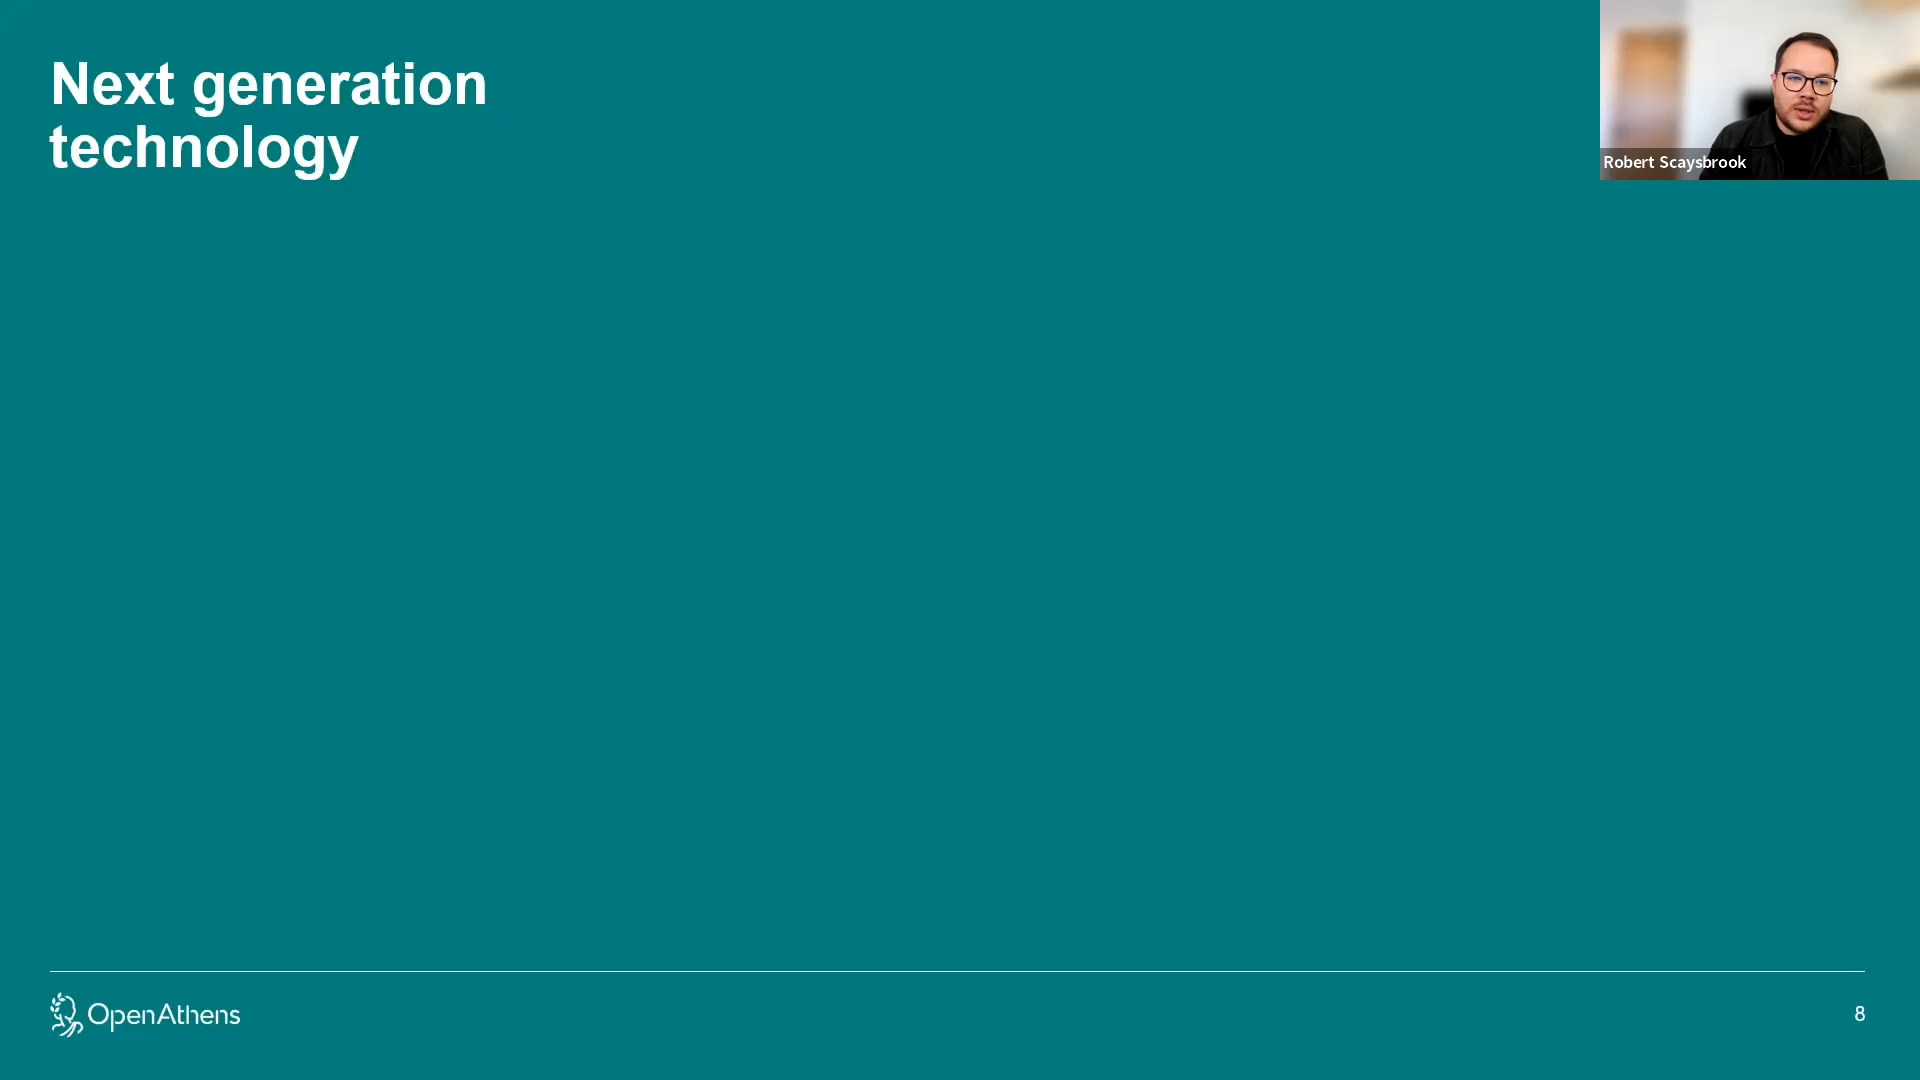 Next generation
technology
Robert Scaysbrook
OpenAthens
8